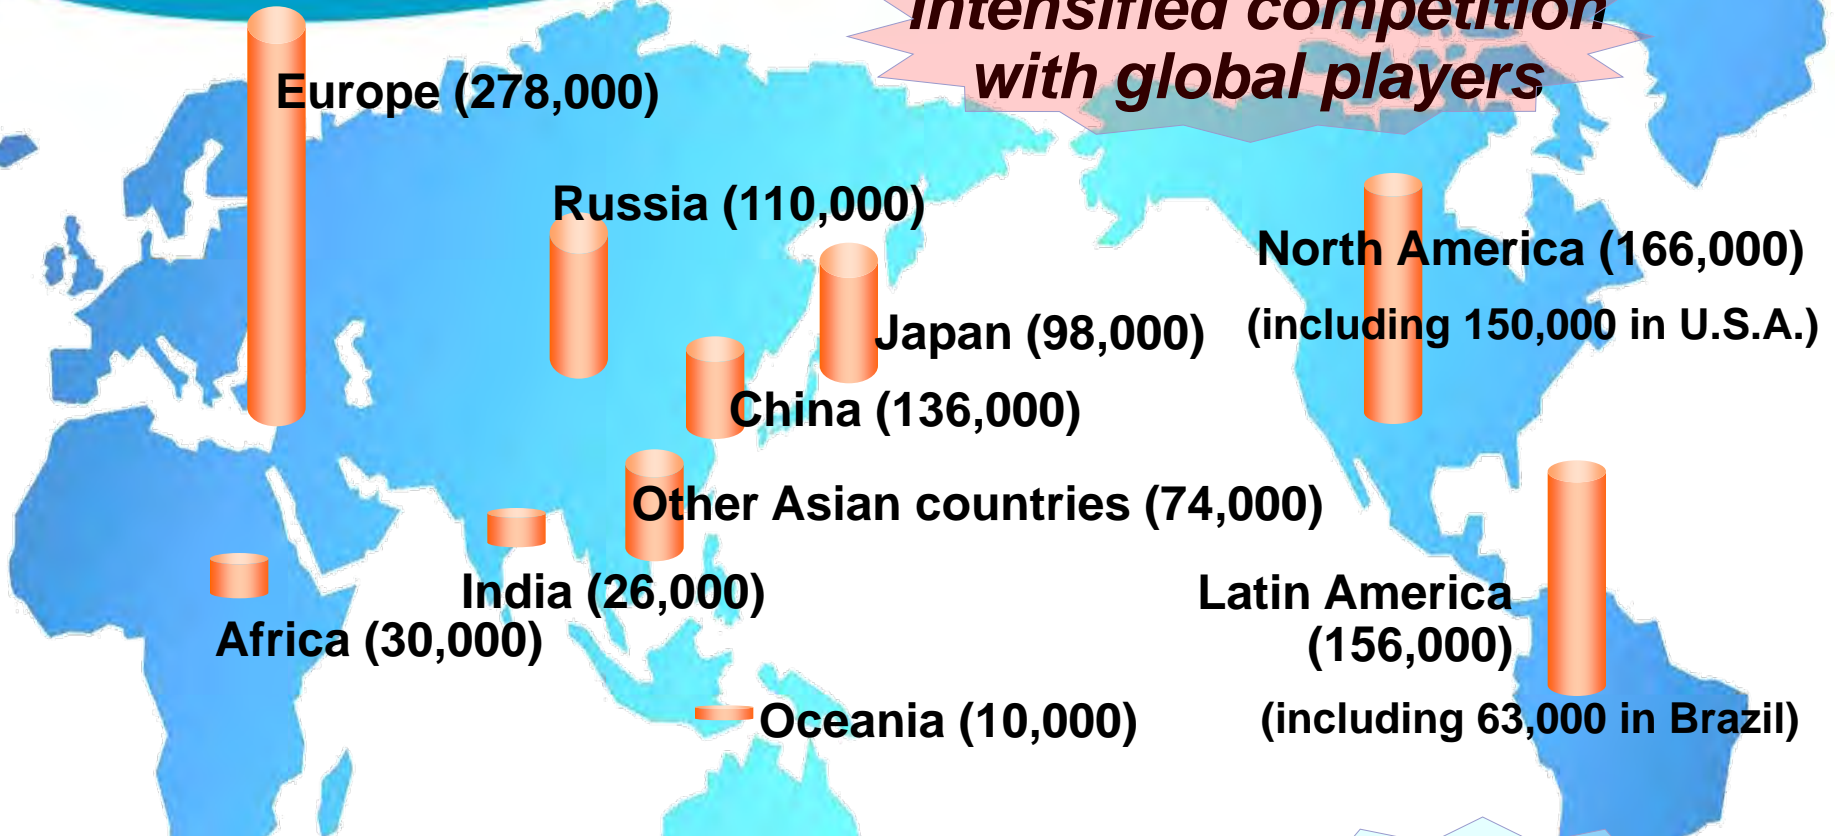 Intensified competition
with global players
Europe (278,000)
Russia (110,000)
North America (166,000)
(including 150,000 in U.S.A.)
Japan (98,000)
China (136,000)
Other Asian countries (74,000)
India (26,000)
Africa (30,000)
Latin America
(156,000)
(including 63,000 in Brazil)
Oceania (10,000)